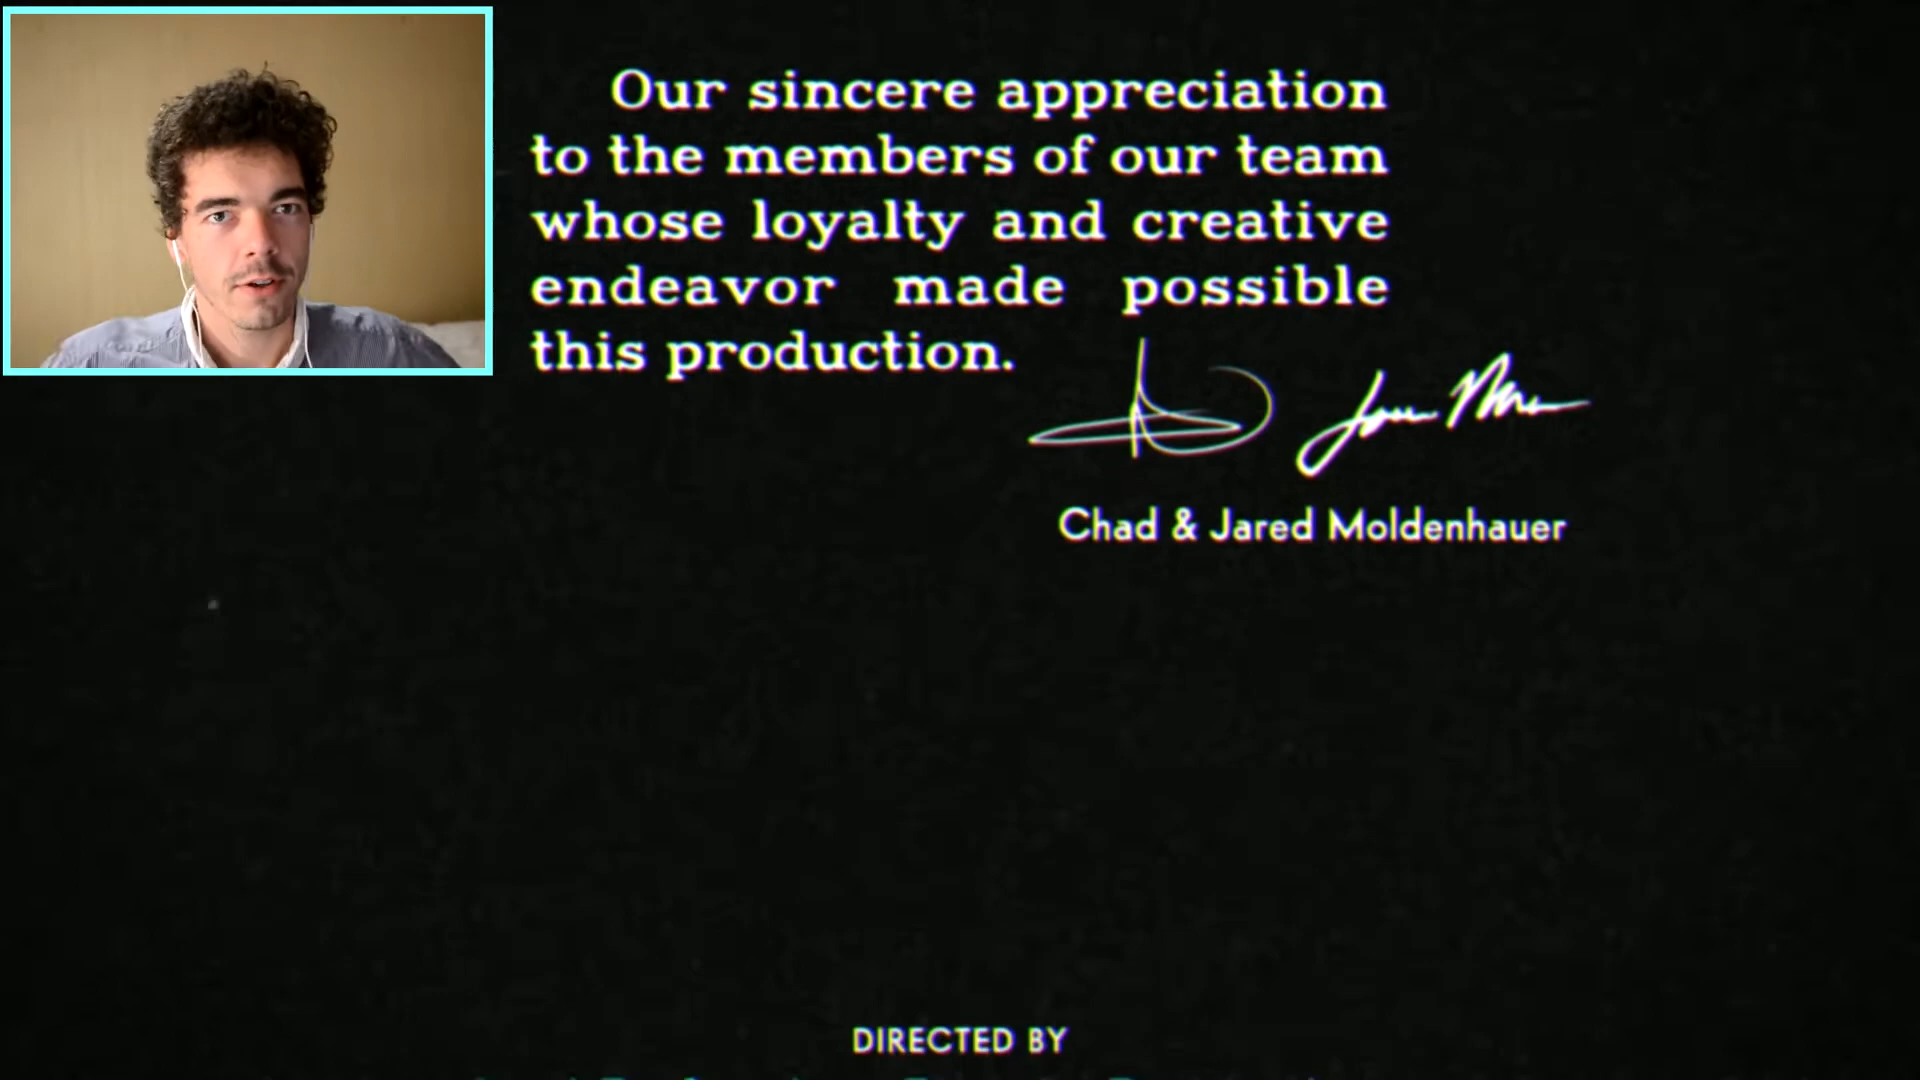 Our sincere appreciation
to the members of our team
whose loyalty and creative
endeavor made possible
this production.
Chad & Jared Moldenhauer
DIRECTED BY